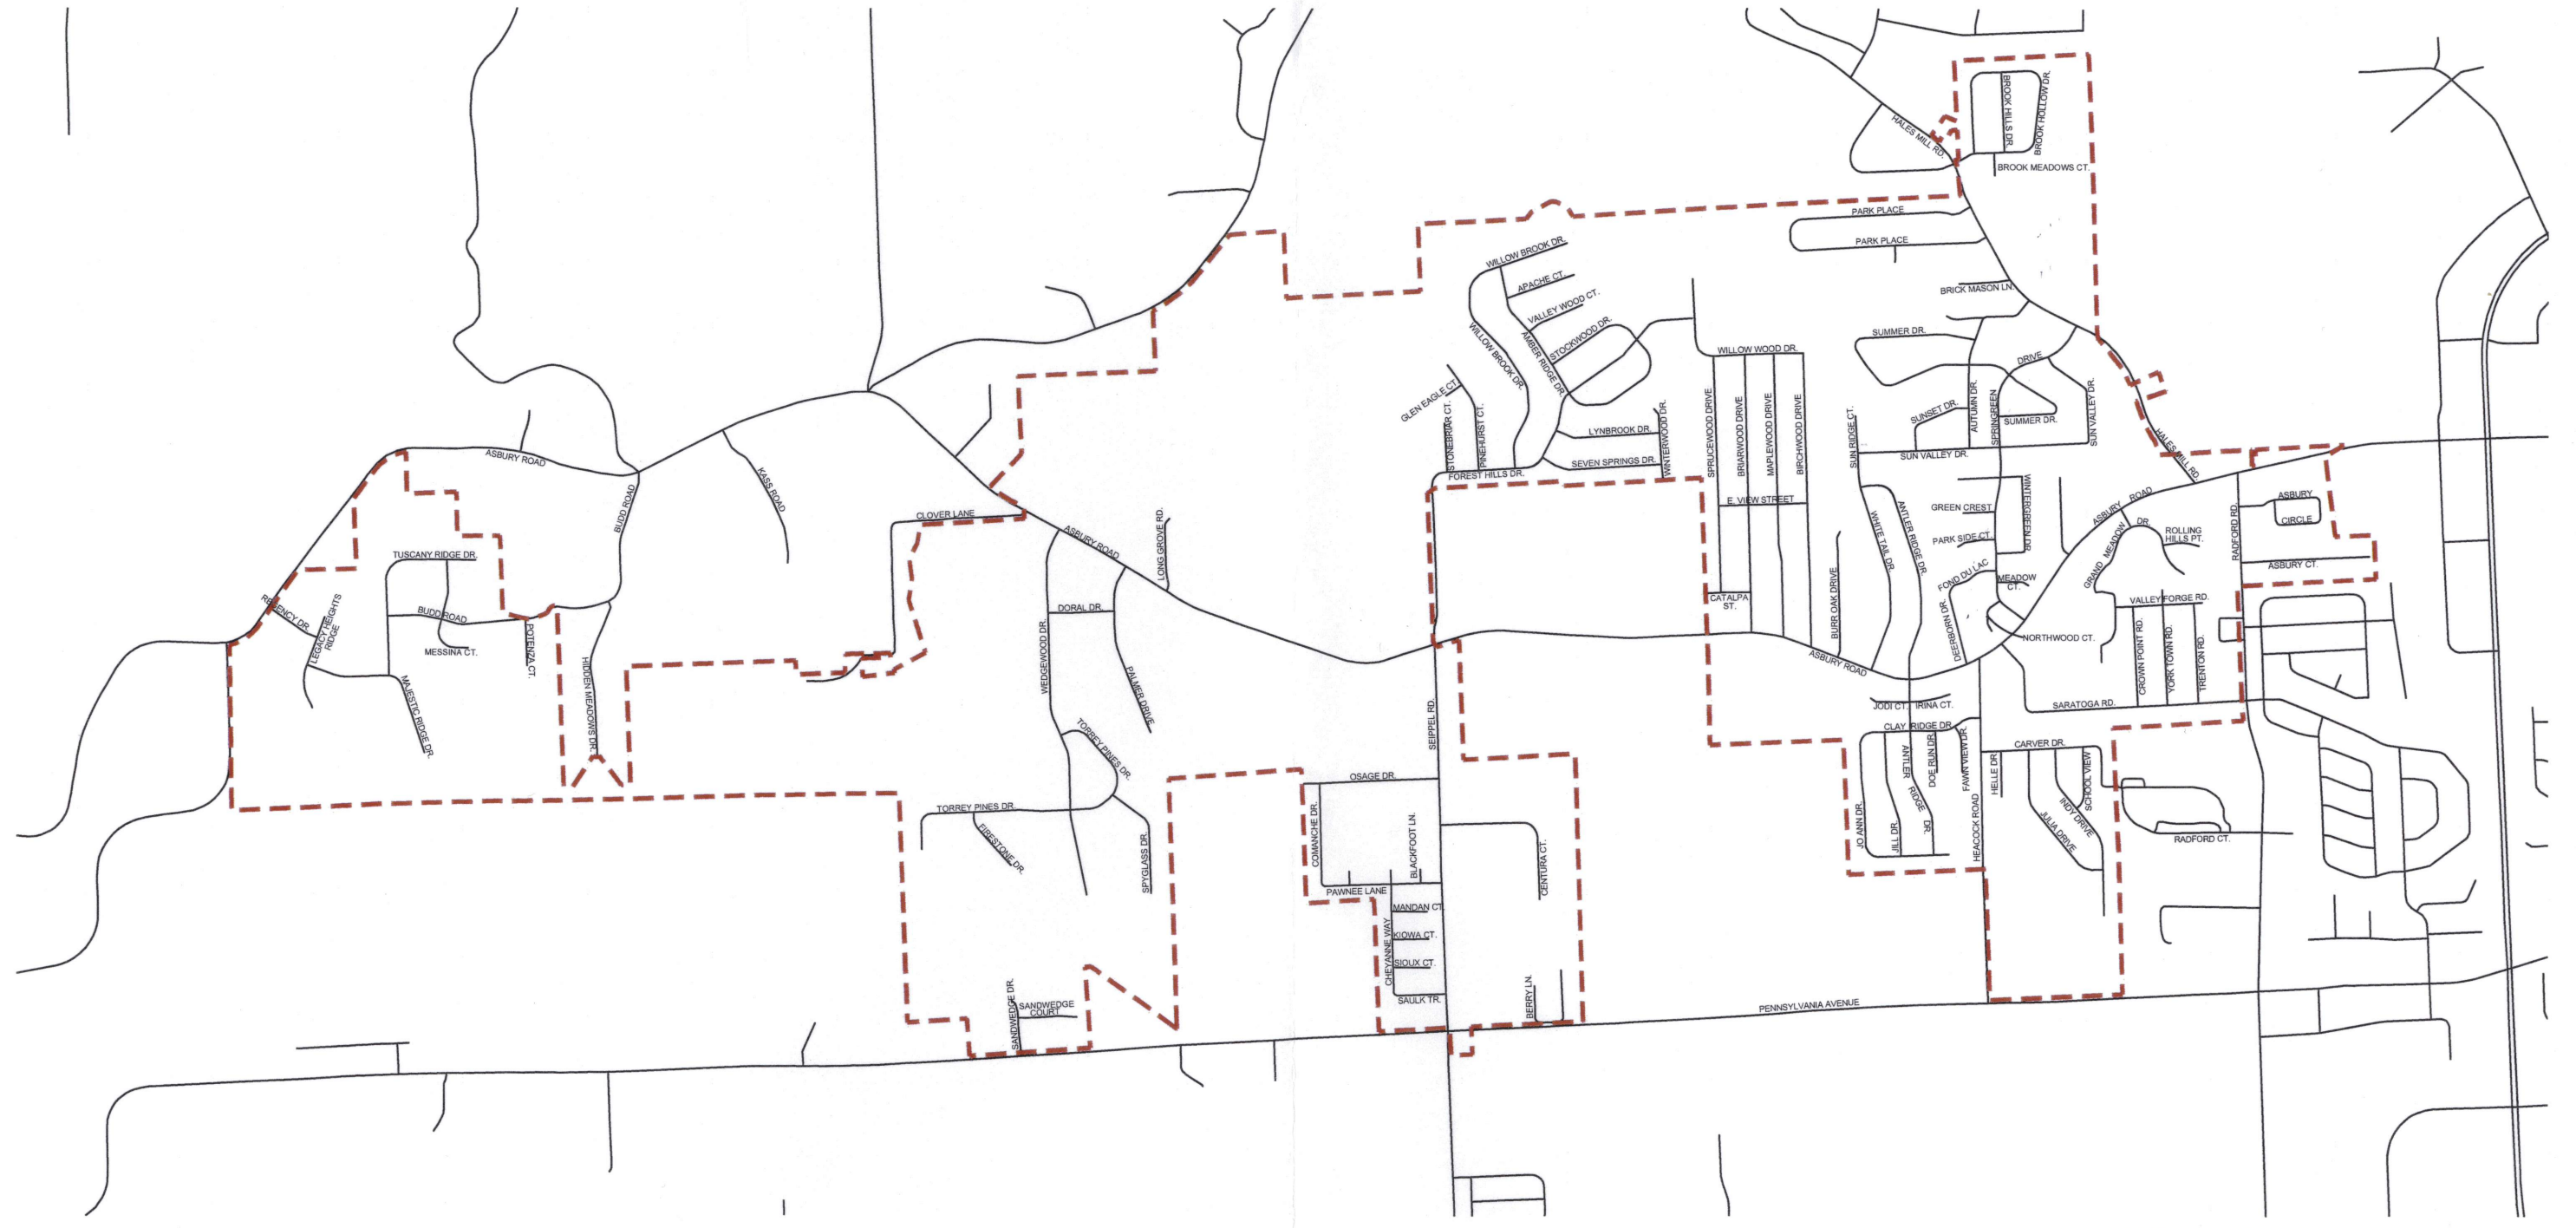 BROOK HILLS DR.
BROOK HOLLOW DR.
HALES MILL RD.
BROOK MEADOWS CT.
PARK PLACE
PARK PLACE
WILLOW BROOK DR.
APACHE CT.
VALLEY WOOD CT.
BRICK MASON LN.
STOCKWOOD DR.
AMBER RIDGE DR.
WILLOW BROOK DR.
SUMMER DR.
WILLOW WOOD DR.
DRIVE
SPRINGREEN
GLEN EAGLE CT.
STONEBRIAR CT.
PINEHURST CT.
SPRUCEWOOD DRIVE
BRIARWOOD DRIVE
MAPLEWOOD DRIVE
BIRCHWOOD DRIVE
SUNSET DR.
AUTUMN DR.
SUMMER DR.
SUN VALLEY DR.
LYNBROOK DR.
WINTERWOOD DR.
SUN RIDGE CT.
SUN VALLEY DR.
HALES MILL RD.
SEVEN SPRINGS DR.
FOREST HILLS DR.
ASBURY ROAD
KASS ROAD
BUDD ROAD
CLOVER LANE
ASBURY ROAD
LONG GROVE RD.
E. VIEW STREET
WHITE TAIL DR.
ANTLER RIDGE DR.
GREEN CREST
WINTERGREEN DR
PARK SIDE CT.
ASBURY ROAD
GRAND MEADOW DR.
ROLLING
HILLS PT.
RADFORD RD.
ASBURY
CIRCLE
ASBURY CT.
TUSCANY RIDGE DR.
FOND DU LAC
MEADOW
CT.
REGENCY DR.
LEGACY HEIGHTS
RIDGE
BUDD ROAD
MESSINA CT.
POTENZA CT.
HIDDEN MEADOWS DR.
MAJESTIC RIDGE DR.
DORAL DR.
WEDGEWOOD DR.
PALMER DRIVE
CATALPA
ST.
BURR OAK DRIVE
DEERBORN DR.
NORTHWOOD CT.
VALLEY FORGE RD.
CROWN POINT RD.
YORK TOWN RD.
TRENTON RD.
ASBURY ROAD
JODI CT.
IRINA CT.
SARATOGA RD.
SEIPPEL RD.
TORREY PINES DR.
CLAY RIDGE DR.
CARVER DR.
ANTLER RIDGE DR.
DOE RUN DR.
FAWN VIEW DR.
HELLE DR.
SCHOOL VIEW
INDY DRIVE
JULIA DRIVE
OSAGE DR.
TORREY PINES DR.
FIRESTONE DR.
SPYGLASS DR.
COMANCHE DR.
BLACKFOOT LN.
CENTURA CT.
JO ANN DR.
JILL DR.
HEACOCK ROAD
RADFORD CT.
PAWNEE LANE
MANDAN CT.
CHEYANNE WAY
KIOWA CT.
SIOUX CT.
SAULK TR.
BERRY LN.
SANDWEDGE DR.
SANDWEDGE
COURT
PENNSYLVANIA AVENUE